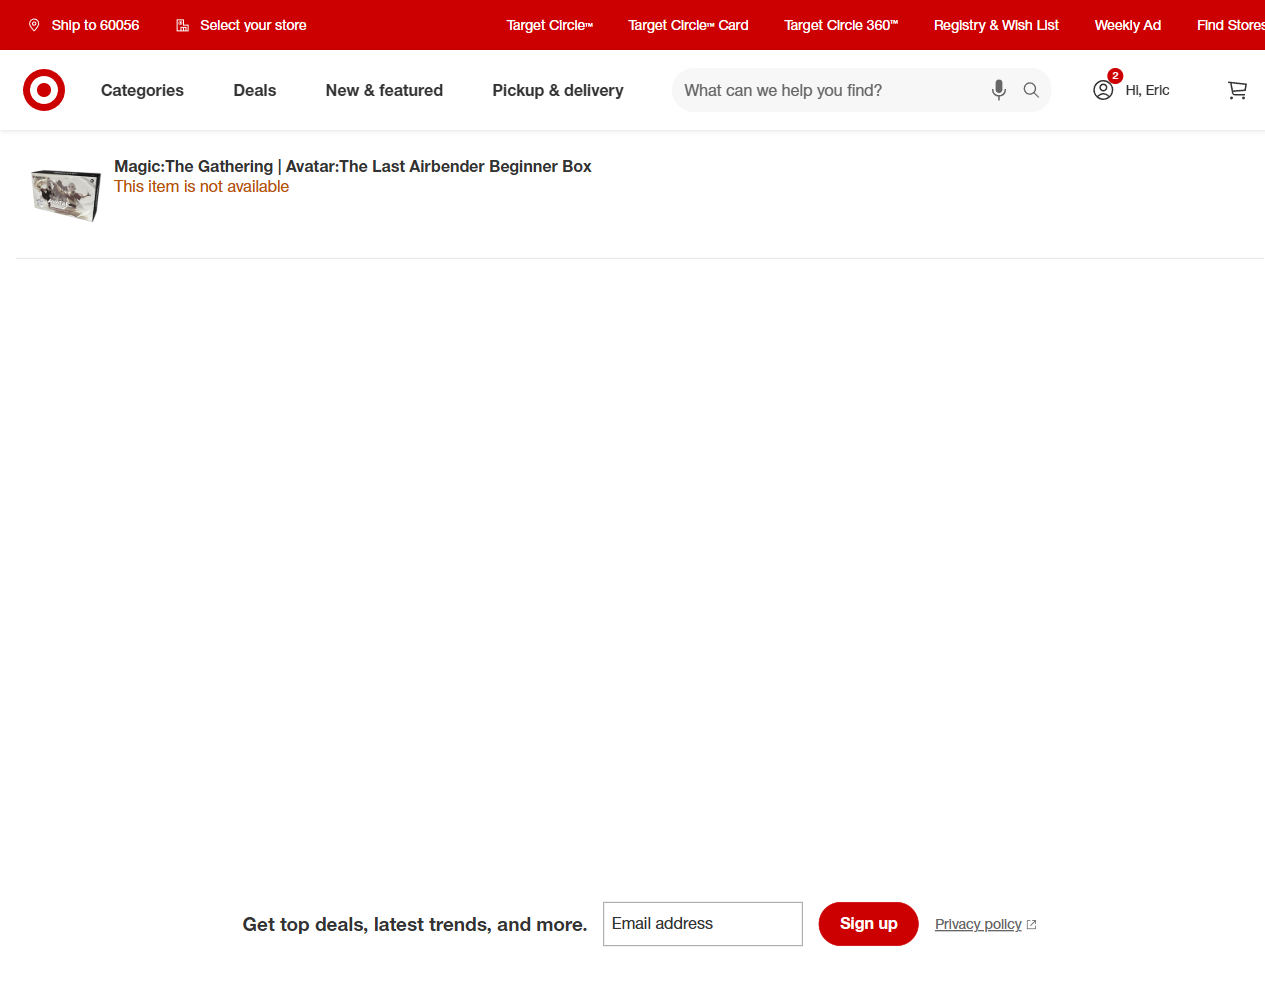 Ship to 60056
Select your store
Target Circle™
Target Circle™ Card
Target Circle 360™
Registry & Wish List
Weekly Ad
Find Stores
Categories
Deals
New & featured
Pickup & delivery
What can we help you find?
2
Hi, Eric
Magic:The Gathering | Avatar:The Last Airbender Beginner Box
This item is not available
Get top deals, latest trends, and more.
Email address
Sign up
Privacy policy